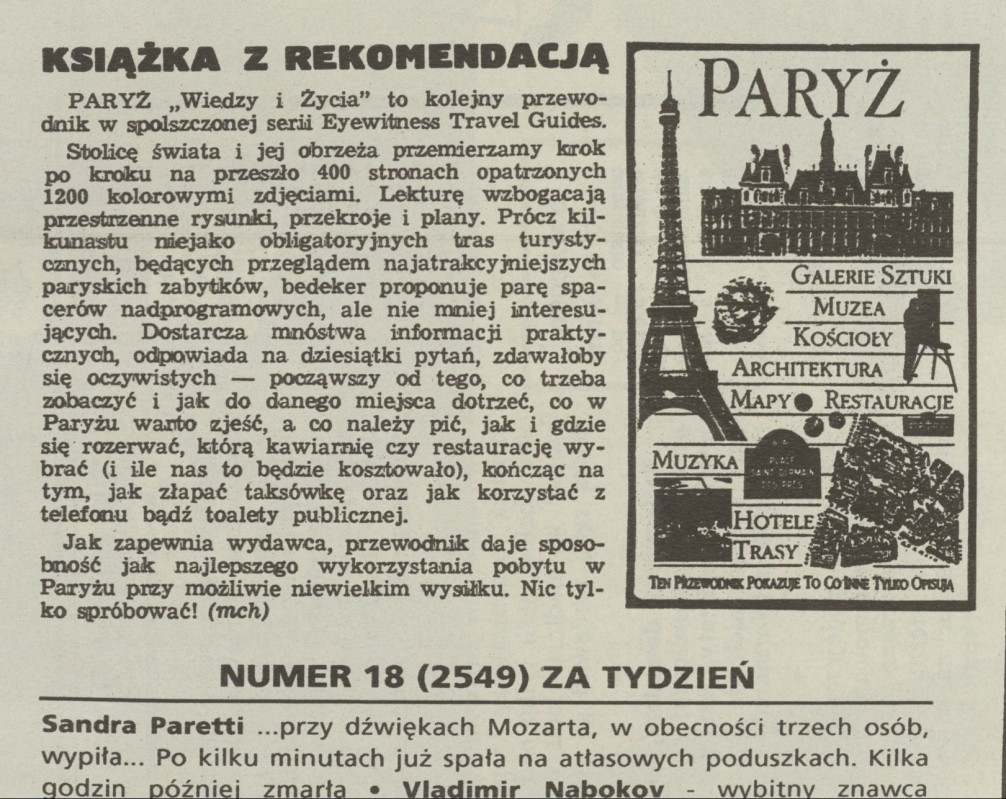 KSIĄŻKA Z REKOMENDACJĄ
PARYŻ „Wiedzy i Życia” to kolejny przewo-
dnik w spolszczonej serii Eyewitness Travel Guides.
Stolicę świata i jej obrzeża przemierzamy krok
po kroku na przeszło 400 stronach opatrzonych
1200 kolorowymi zdjęciami. Lekturę wzbogacają
przestrzenne rysunki, przekroje i plany. Prócz kil-
kunastu niejako obligatoryjnych tras turysty-
cznych, będących przeglądem najatrakcyjniejszych
paryskich zabytków, bedeker proponuje parę spa-
cerów nadprogramowych, ale nie mniej interesu-
jących. Dostarcza mnóstwa informacji prakty-
cznych, odpowiada na dziesiątki pytań, zdawałoby
się oczywistych — począwszy od tego, co trzeba
zobaczyć i jak do danego miejsca dotrzeć, co w
Paryżu warto zjeść, a co należy pić, jak i gdzie
się rozerwać, którą kawiarnię czy restaurację wy-
brać (i ile nas to będzie kosztowało), kończąc na
tym, jak złapać taksówkę oraz jak korzystać z
telefonu bądź toalety publicznej.
Jak zapewnia wydawca, przewodnik daje sposo-
bność jak najlepszego wykorzystania pobytu w
Paryżu przy możliwie niewielkim wysiłku. Nic tyl-
ko spróbować! (mch)
PARYŻ
GALERIE SZTUKI
MUZEA
KOŚCIOŁY
ARCHITEKTURA
MAPY RESTAURACJE
MUZYKA
PLACE
ST GERMAIN
DES PRÉS
HOTELE
TRASY
TEN PRZEWODNIK POKAZUJE TO CO INNE TYLKO OPISUJĄ
NUMER 18 (2549) ZA TYDZIEŃ
Sandra Paretti ...przy dźwiękach Mozarta, w obecności trzech osób,
wypiła... Po kilku minutach już spała na atłasowych poduszkach. Kilka
godzin później zmarła • Vladimir Nabokov - wybitny znawca